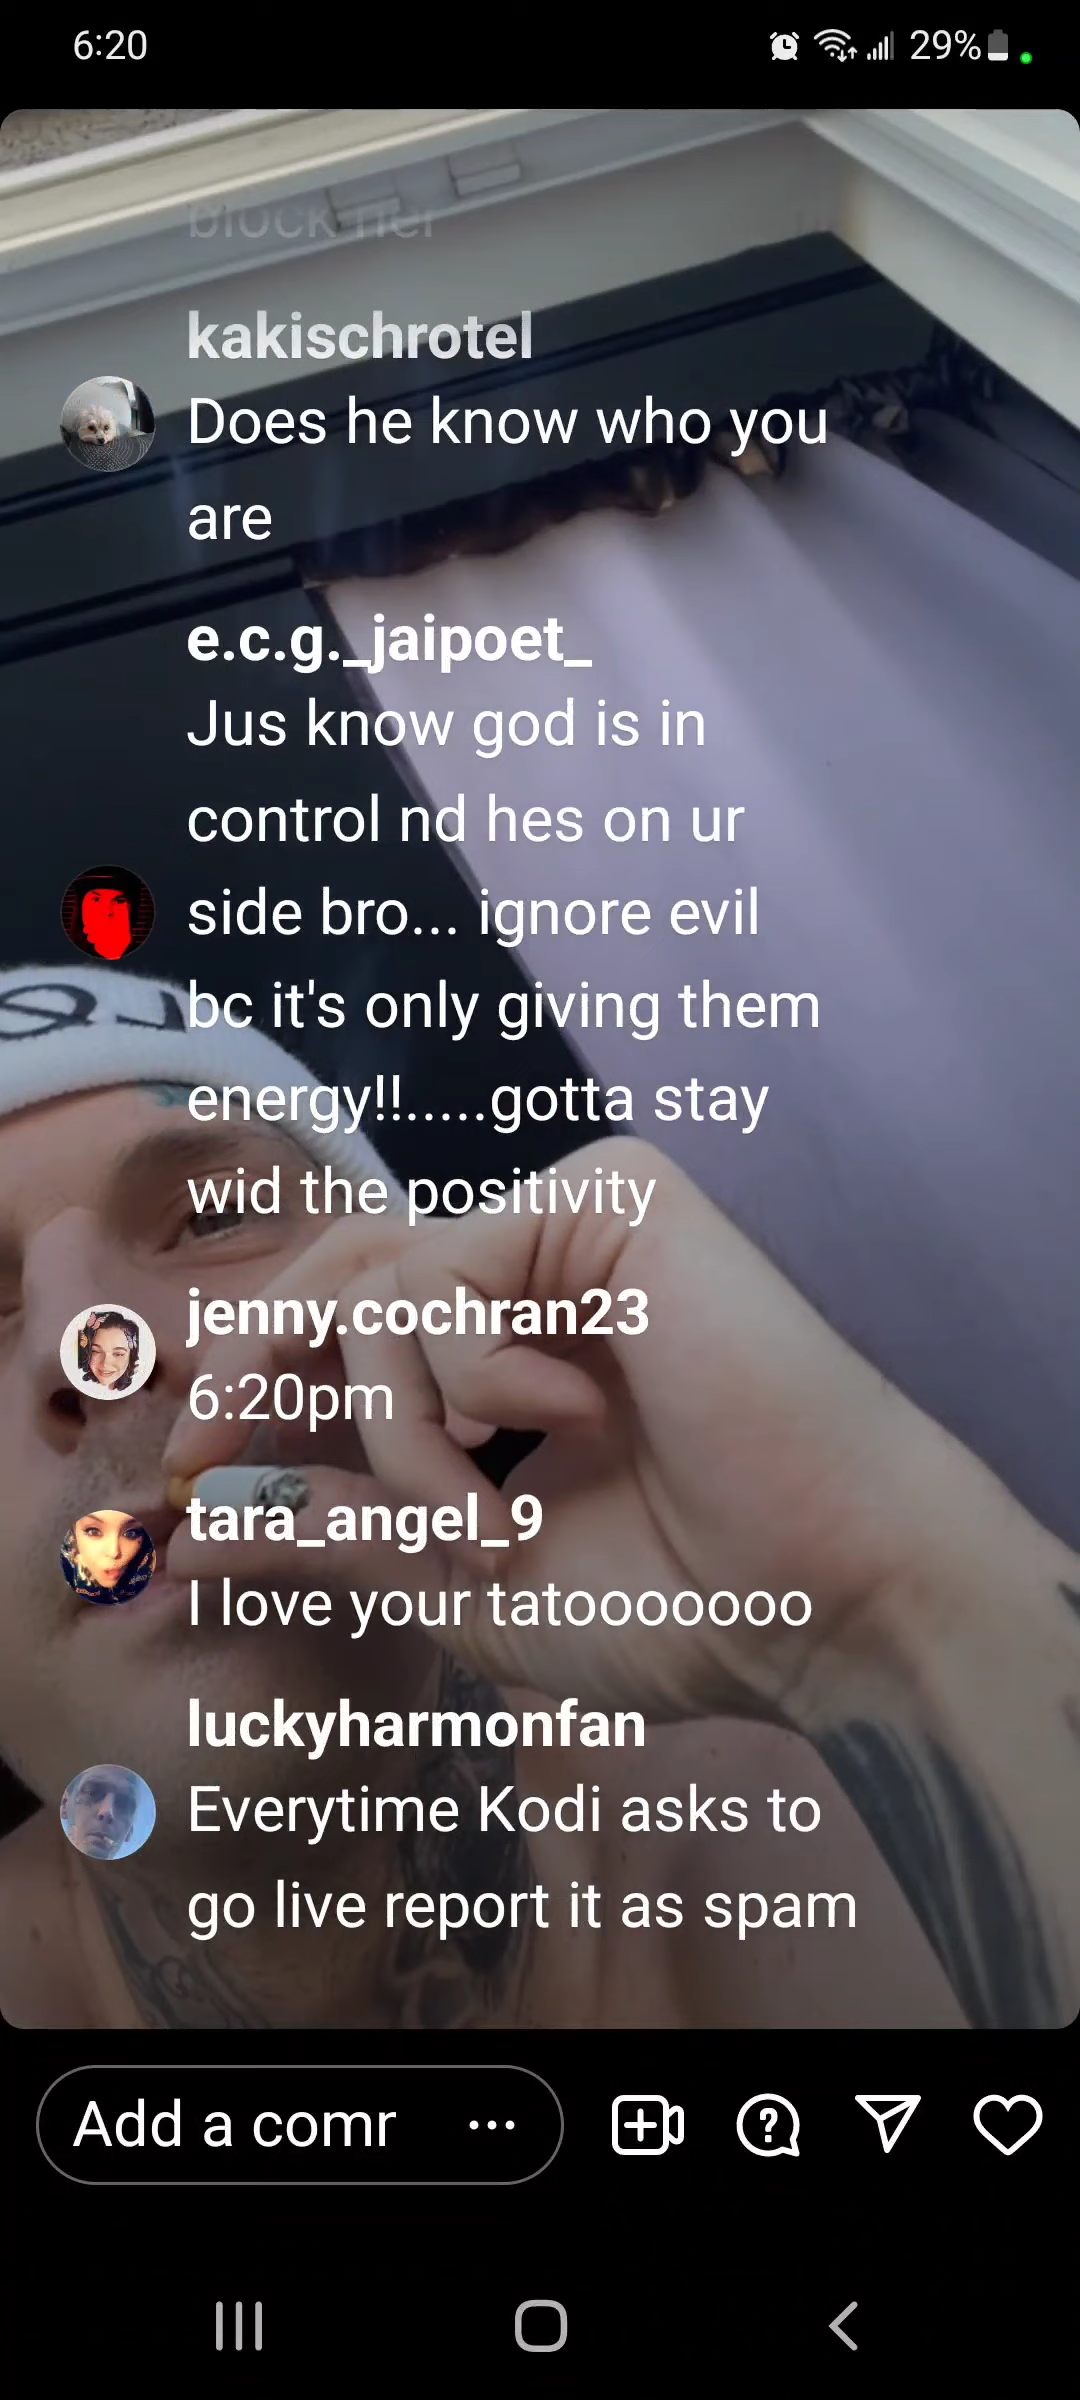 6:20
29%
block her
kakischrotel
Does he know who you
are
e.c.g._jaipoet_
Jus know god is in
control nd hes on ur
side bro... ignore evil
bc it's only giving them
energy!!.....gotta stay
wid the positivity
jenny.cochran23
6:20pm
tara_angel_9
I love your tatooooooo
luckyharmonfan
Everytime Kodi asks to
go live report it as spam
Add a comr